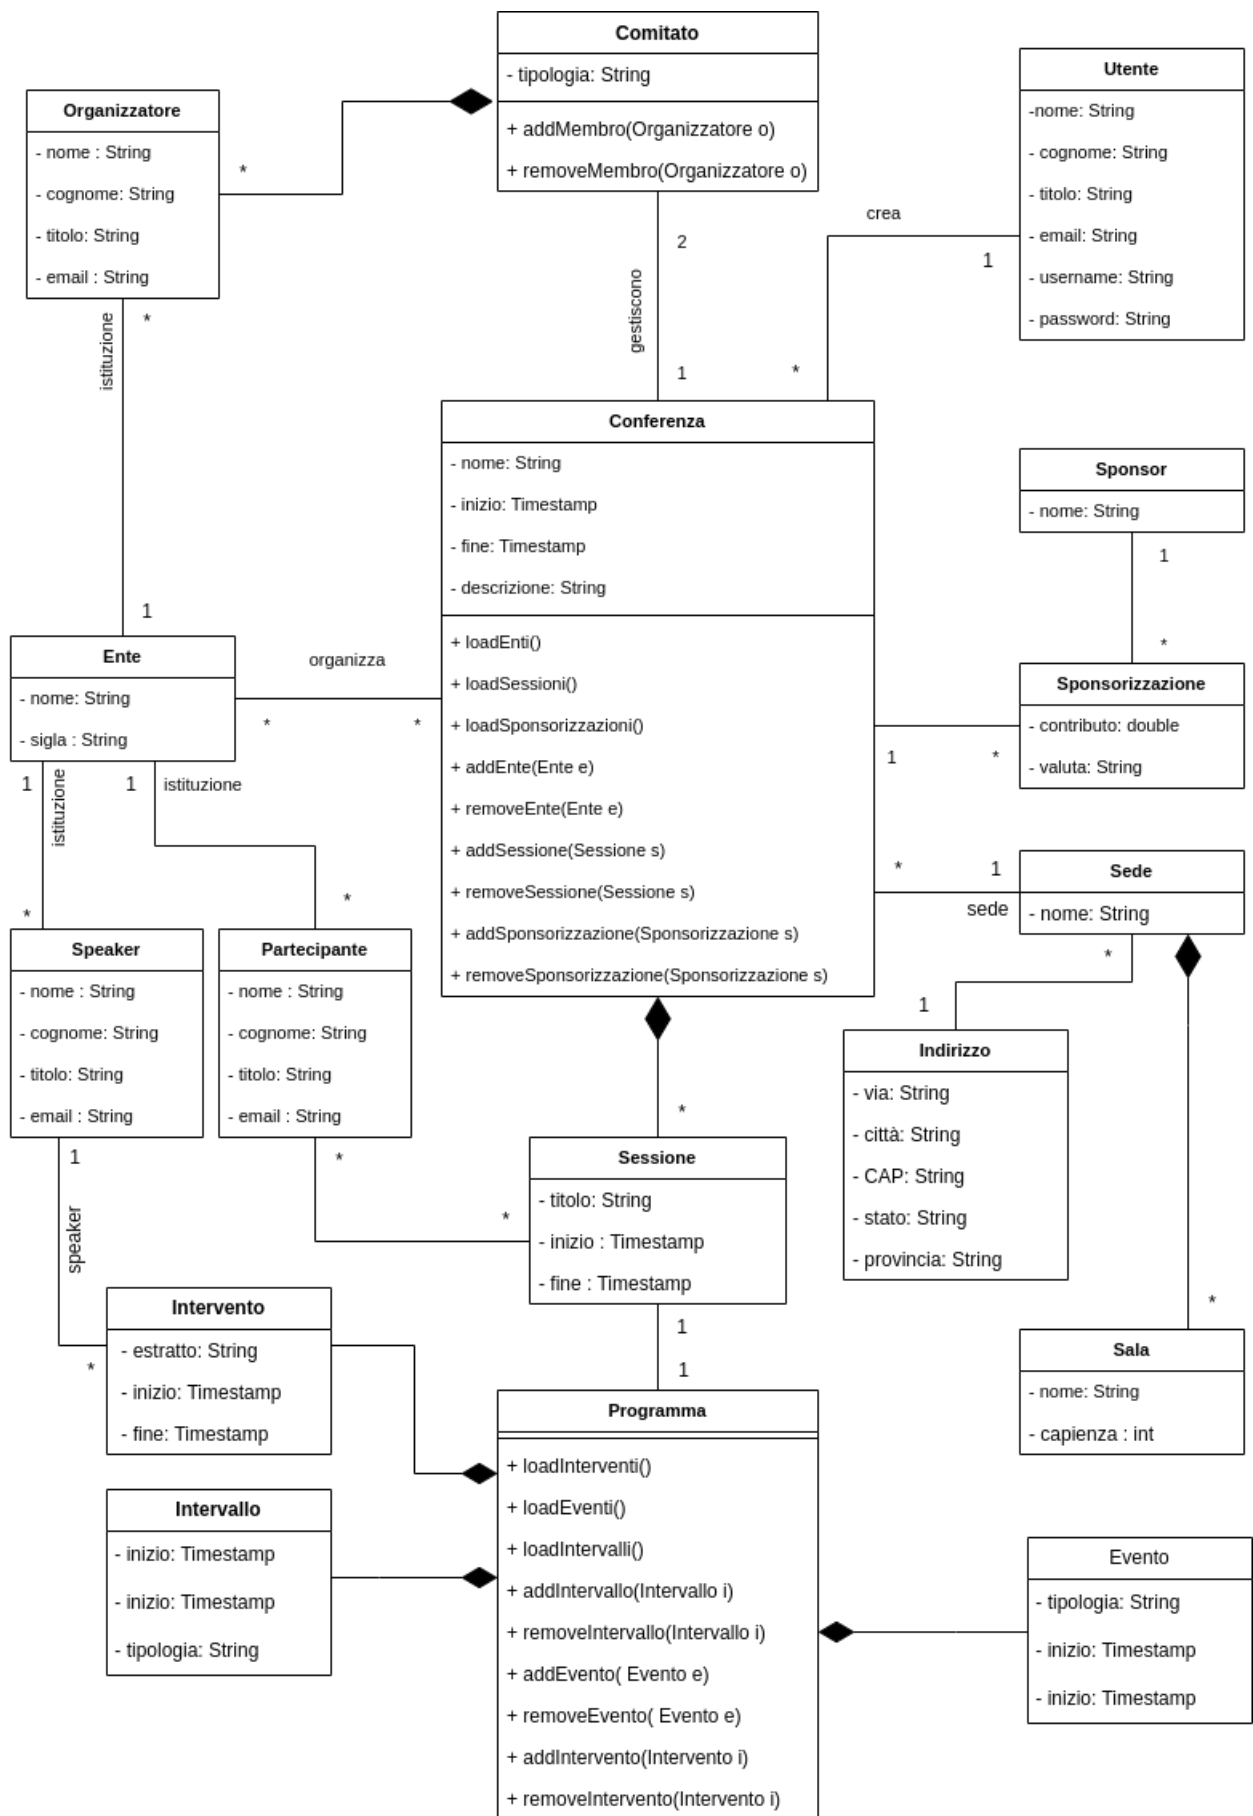 Comitato
- tipologia: String
+ addMembro(Organizzatore o)
+ removeMembro(Organizzatore o)
Organizzatore
- nome : String
- cognome: String
- titolo: String
- email : String
*
Utente
-nome: String
- cognome: String
- titolo: String
- email: String
- username: String
- password: String
crea
1
*
2
gestiscono
1
*
istituzione
1
Conferenza
- nome: String
- inizio: Timestamp
- fine: Timestamp
- descrizione: String
+ loadEnti()
+ loadSessioni()
+ loadSponsorizzazioni()
+ addEnte(Ente e)
+ removeEnte(Ente e)
+ addSessione(Sessione s)
+ removeSessione(Sessione s)
+ addSponsorizzazione(Sponsorizzazione s)
+ removeSponsorizzazione(Sponsorizzazione s)
Sponsor
- nome: String
1
*
Sponsorizzazione
- contributo: double
- valuta: String
1
*
Ente
- nome: String
- sigla : String
organizza
*
*
1
istituzione
*
1
istituzione
*
*
1
sede
Sede
- nome: String
*
1
Speaker
- nome : String
- cognome: String
- titolo: String
- email : String
Partecipante
- nome : String
- cognome: String
- titolo: String
- email : String
Indirizzo
- via: String
- città: String
- CAP: String
- stato: String
- provincia: String
*
Sessione
- titolo: String
- inizio : Timestamp
- fine : Timestamp
*
*
1
speaker
*
Intervento
- estratto: String
- inizio: Timestamp
- fine: Timestamp
1
1
*
Sala
- nome: String
- capienza : int
Programma
+ loadInterventi()
+ loadEventi()
+ loadIntervalli()
+ addIntervallo(Intervallo i)
+ removeIntervallo(Intervallo i)
+ addEvento( Evento e)
+ removeEvento( Evento e)
+ addIntervento(Intervento i)
+ removeIntervento(Intervento i)
Intervallo
- inizio: Timestamp
- inizio: Timestamp
- tipologia: String
Evento
- tipologia: String
- inizio: Timestamp
- inizio: Timestamp